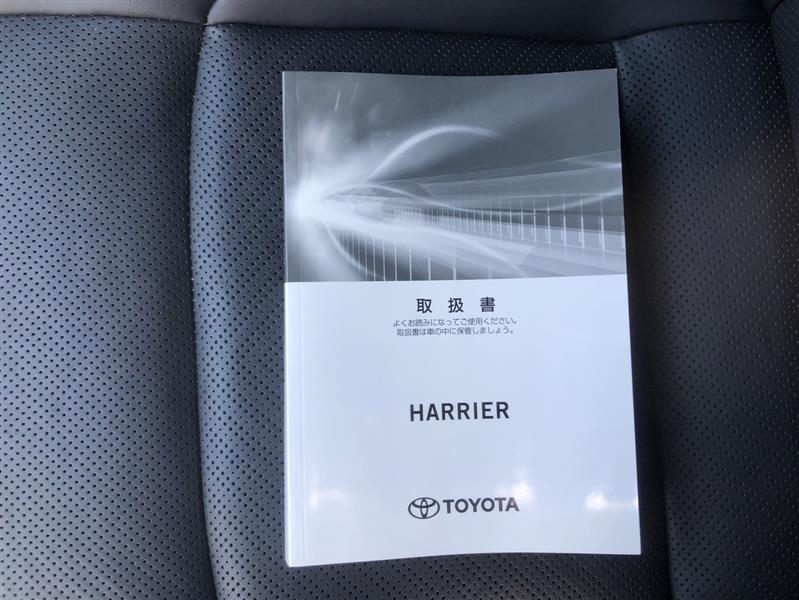 取扱書
よくお読みになってご使用ください。
取扱書は車の中に保管しましょう。
HARRIER
TOYOTA